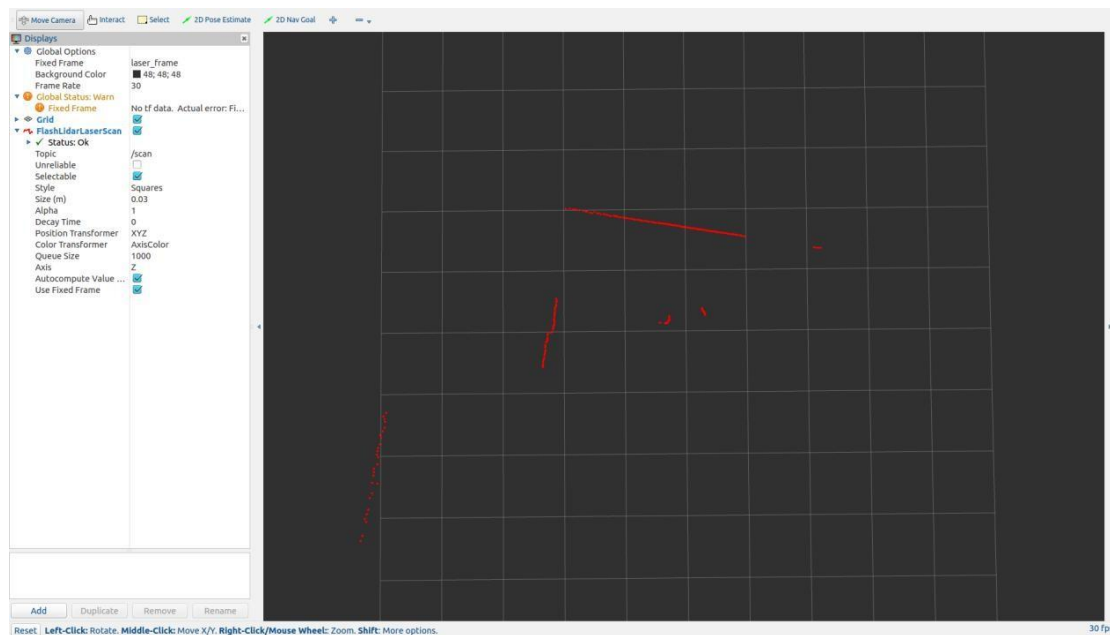 Move Camera Interact Select 2D Pose Estimate 2D Nav Goal
Displays
Global Options
Fixed Frame laser_frame
Background Color 48; 48; 48
Frame Rate 30
Global Status: Warn
Fixed Frame No tf data. Actual error: Fi...
Grid
FlashLidarLaserScan
Status: Ok
Topic /scan
Unreliable
Selectable
Style Squares
Size (m) 0.03
Alpha 1
Decay Time 0
Position Transformer XYZ
Color Transformer AxisColor
Queue Size 1000
Axis Z
Autocompute Value ...
Use Fixed Frame
Add Duplicate Remove Rename
Reset Left-Click: Rotate. Middle-Click: Move X/Y. Right-Click/Mouse Wheel: Zoom. Shift: More options. 30 fp